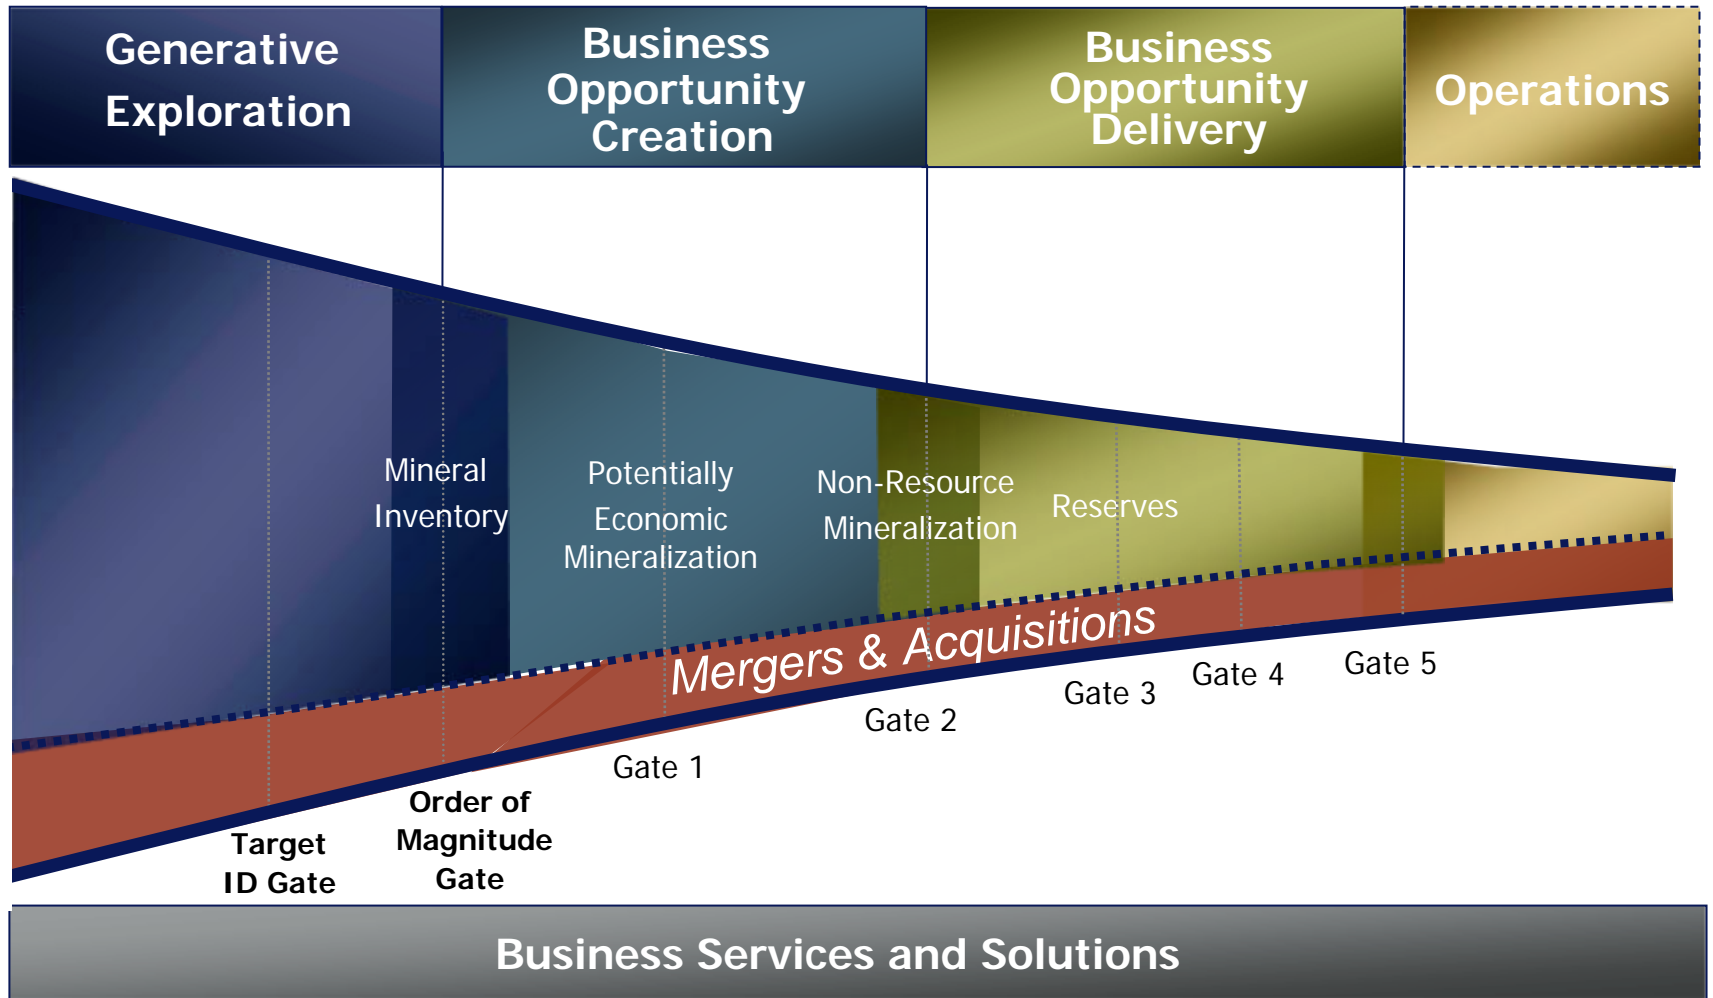 Generative
Exploration
Business
Opportunity
Creation
Business
Opportunity
Delivery
Operations
Mineral
Inventory
Potentially
Economic
Mineralization
Non-Resource
Mineralization
Reserves
Mergers & Acquisitions
Target
ID Gate
Order of
Magnitude
Gate
Gate 1
Gate 2
Gate 3
Gate 4
Gate 5
Business Services and Solutions